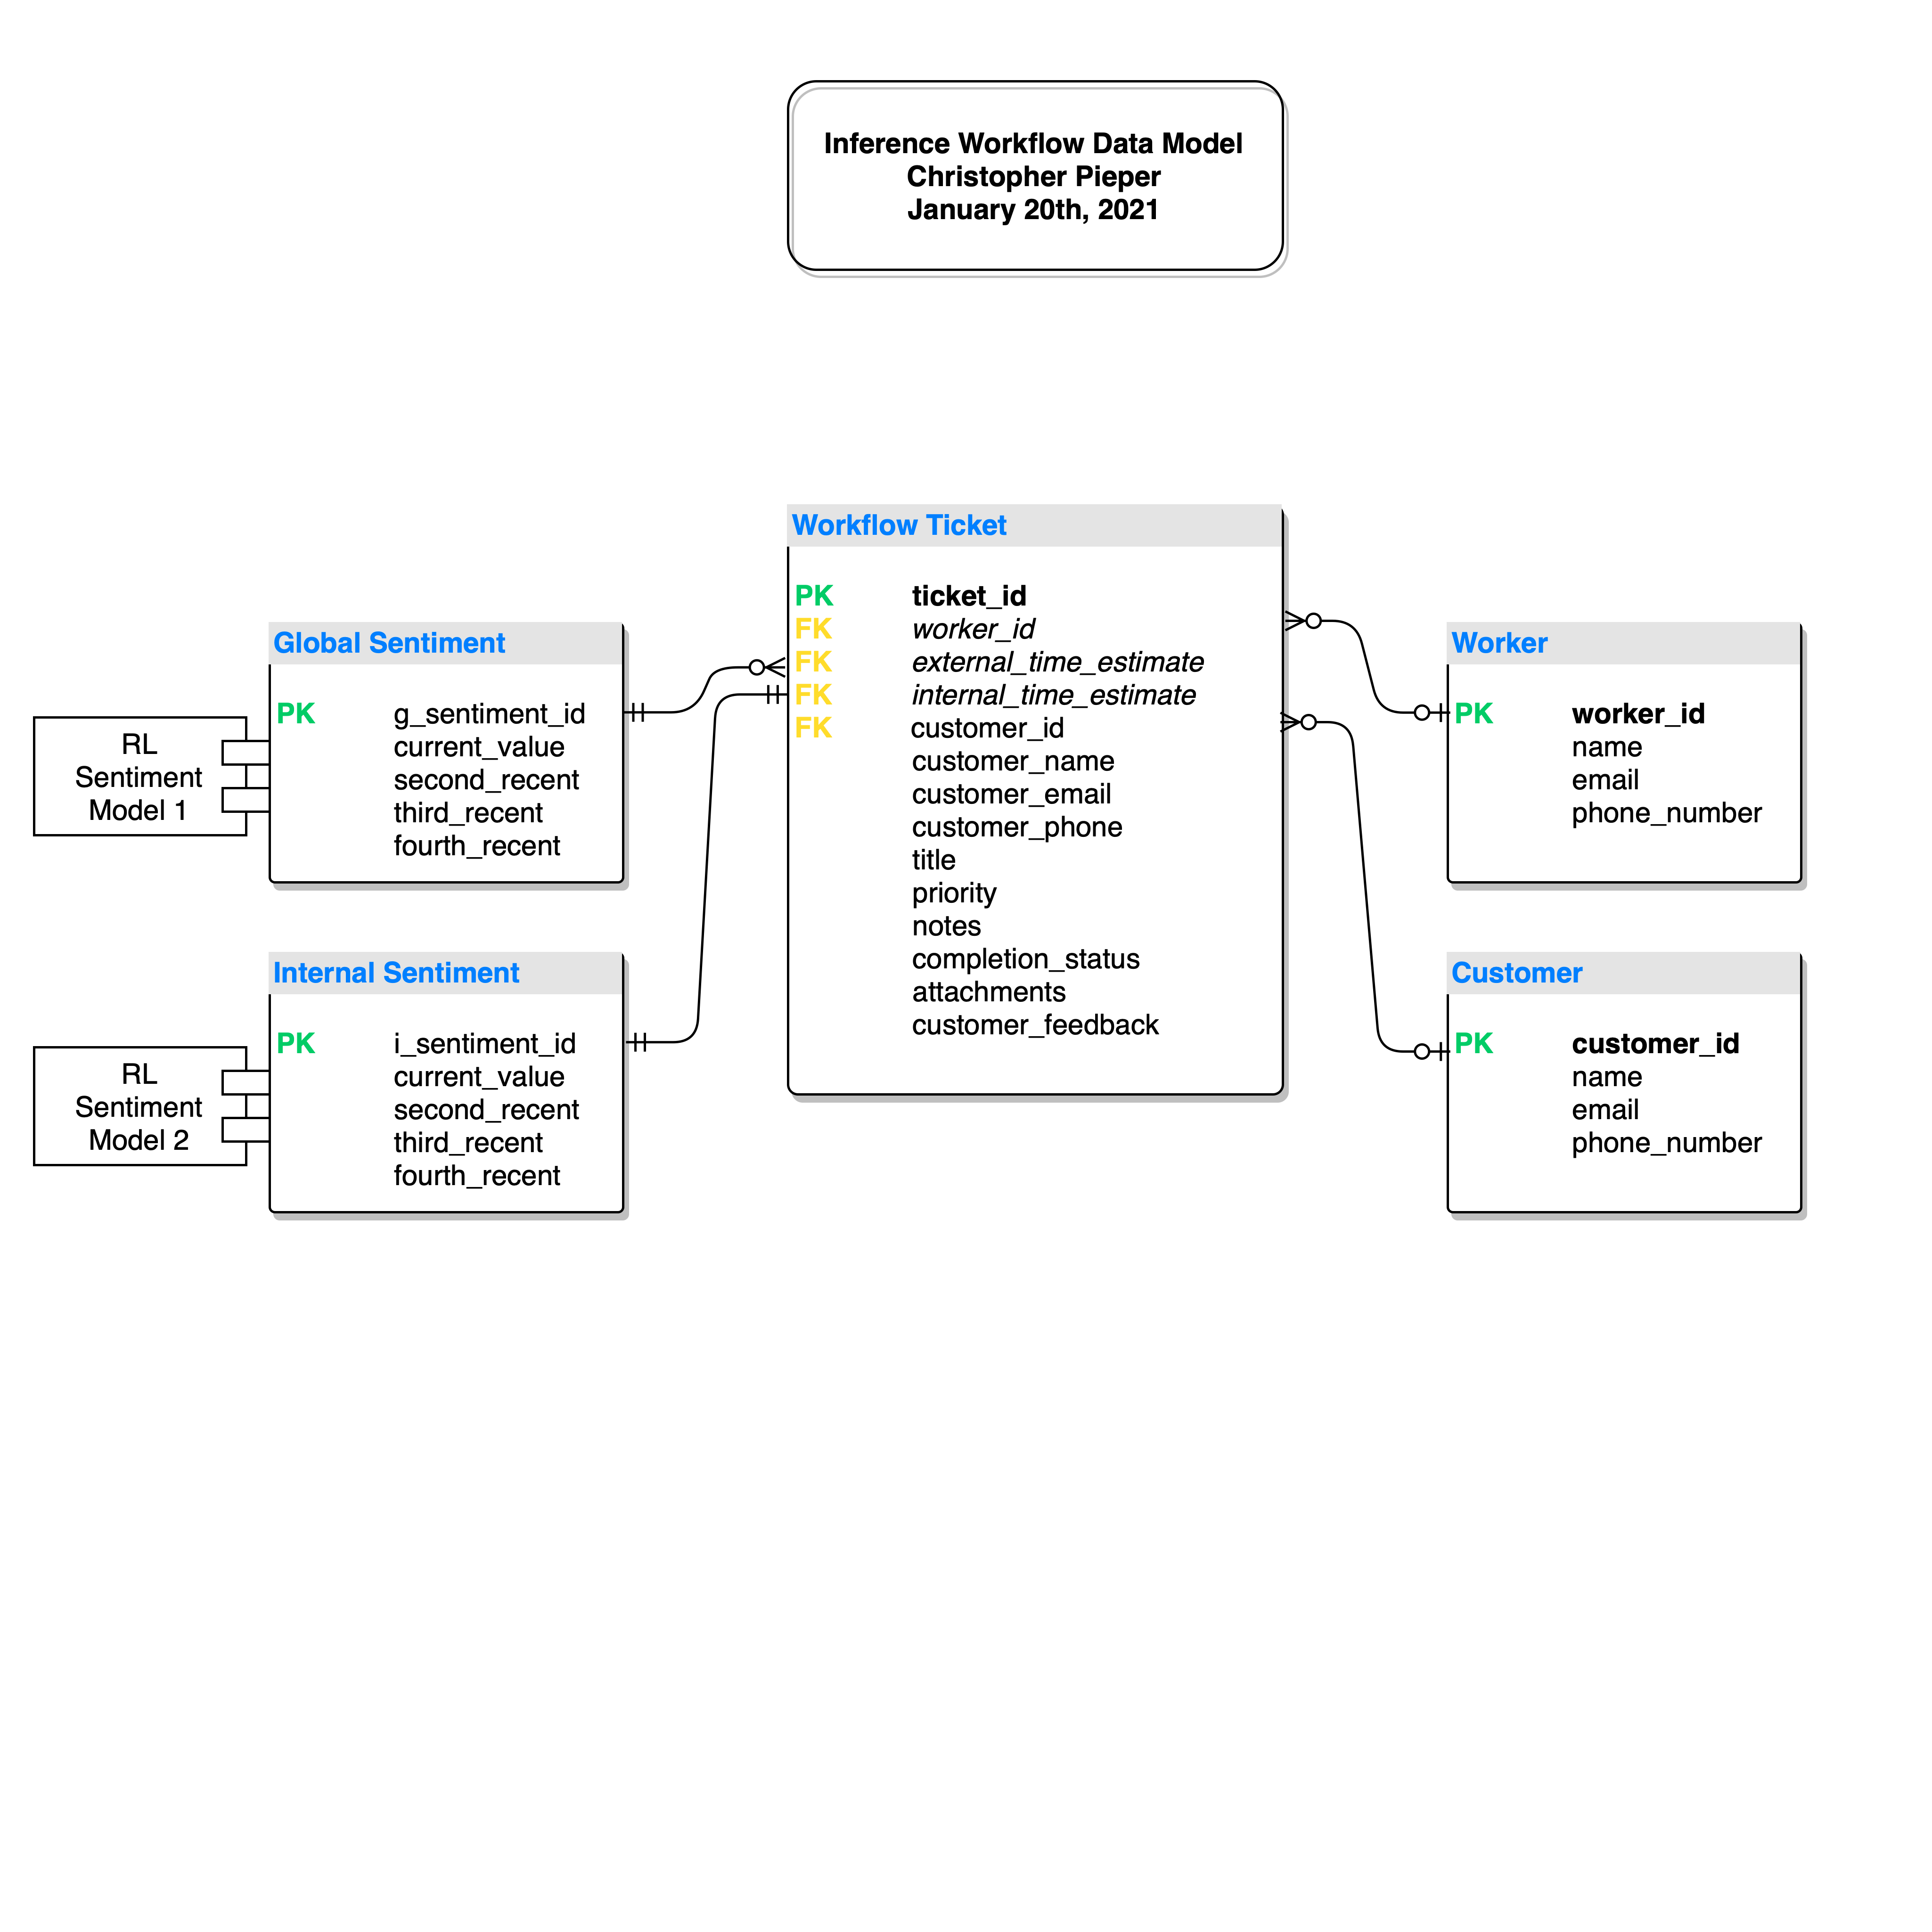 Inference Workflow Data Model
Christopher Pieper
January 20th, 2021
Workflow Ticket
PK ticket_id
FK worker_id
FK external_time_estimate
FK internal_time_estimate
FK customer_id
customer_name
customer_email
customer_phone
title
priority
notes
completion_status
attachments
customer_feedback
Global Sentiment
PK g_sentiment_id
current_value
second_recent
third_recent
fourth_recent
RL
Sentiment
Model 1
Internal Sentiment
PK i_sentiment_id
current_value
second_recent
third_recent
fourth_recent
RL
Sentiment
Model 2
Worker
PK worker_id
name
email
phone_number
Customer
PK customer_id
name
email
phone_number